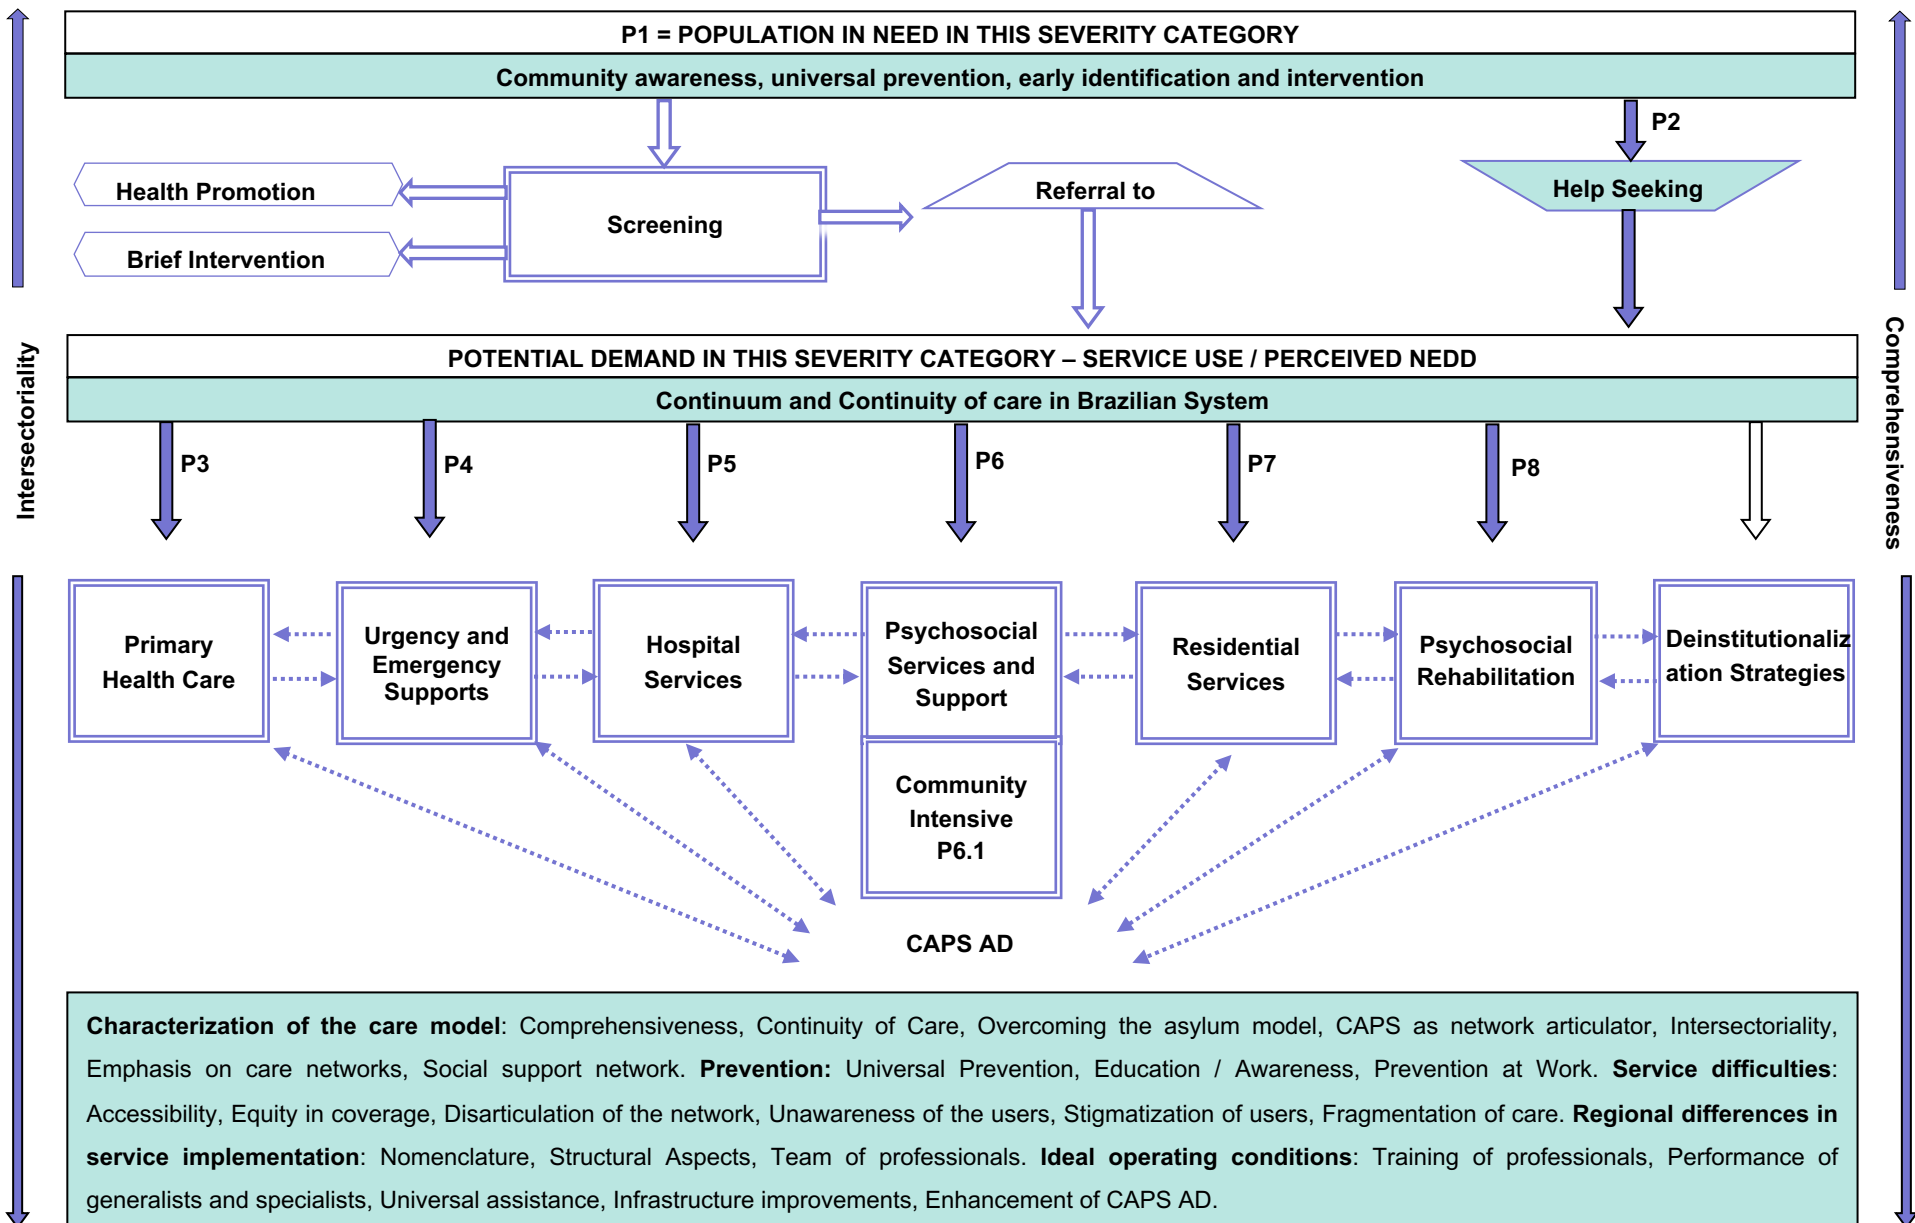 P1 = POPULATION IN NEED IN THIS SEVERITY CATEGORY
Community awareness, universal prevention, early identification and intervention
P2
Health Promotion
Brief Intervention
Screening
Referral to
Help Seeking
Intersectoriality
Comprehensiveness
POTENTIAL DEMAND IN THIS SEVERITY CATEGORY – SERVICE USE / PERCEIVED NEDD
Continuum and Continuity of care in Brazilian System
P3
P4
P5
P6
P7
P8
Primary
Health Care
Urgency and
Emergency
Supports
Hospital
Services
Psychosocial
Services and
Support
Residential
Services
Psychosocial
Rehabilitation
Deinstitutionaliz
ation Strategies
Community
Intensive
P6.1
CAPS AD
Characterization of the care model: Comprehensiveness, Continuity of Care, Overcoming the asylum model, CAPS as network articulator, Intersectoriality,
Emphasis on care networks, Social support network. Prevention: Universal Prevention, Education / Awareness, Prevention at Work. Service difficulties:
Accessibility, Equity in coverage, Disarticulation of the network, Unawareness of the users, Stigmatization of users, Fragmentation of care. Regional differences in
service implementation: Nomenclature, Structural Aspects, Team of professionals. Ideal operating conditions: Training of professionals, Performance of
generalists and specialists, Universal assistance, Infrastructure improvements, Enhancement of CAPS AD.